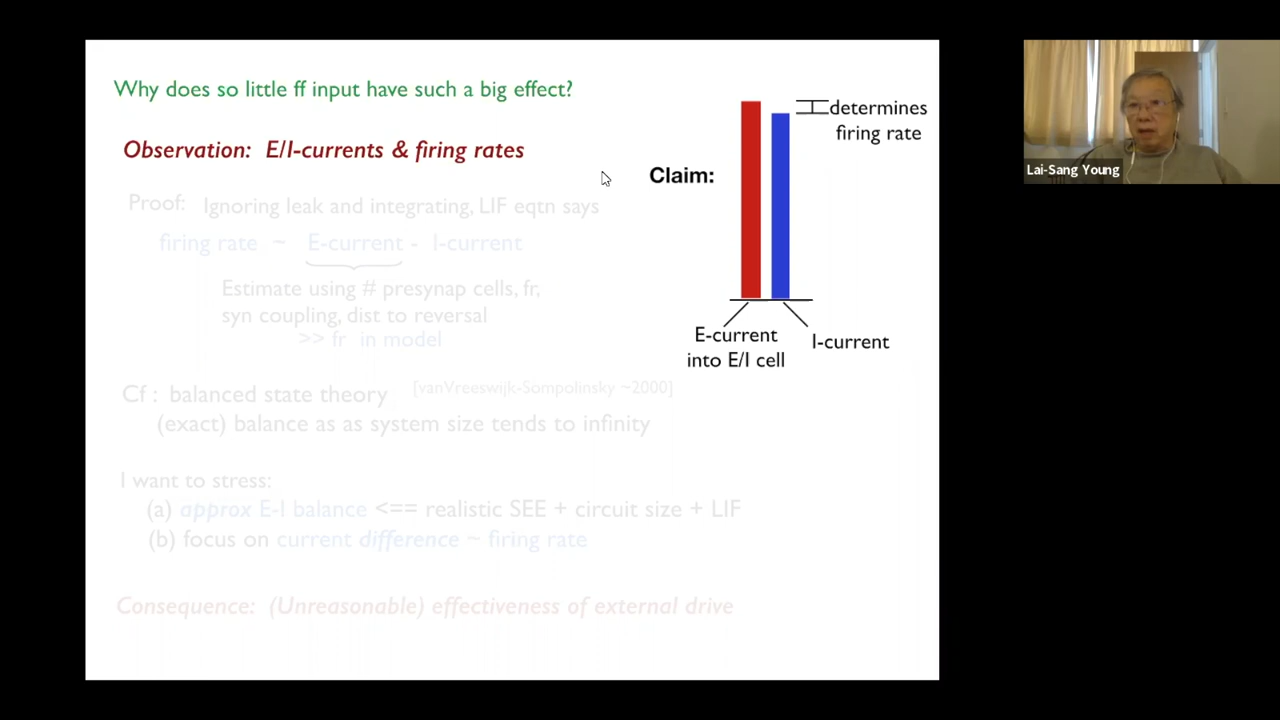 Why does so little ff input have such a big effect?
Observation: E/I-currents & firing rates
Proof: Ignoring leak and integrating, LIF eqtn says
firing rate ~ E-current - I-current
Estimate using # presynap cells, fr,
syn coupling, dist to reversal
>> fr in model
Cf : balanced state theory [vanVreeswijk-Sompolinsky ~2000]
(exact) balance as as system size tends to infinity
I want to stress:
(a) approx E-I balance <== realistic SEE + circuit size + LIF
(b) focus on current difference ~ firing rate
Consequence: (Unreasonable) effectiveness of external drive
Claim:
determines
firing rate
E-current
into E/I cell
I-current
Lai-Sang Young